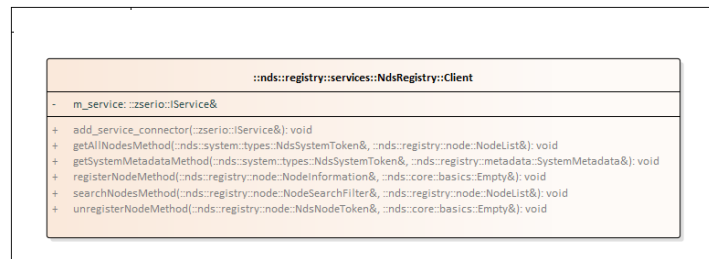 ::nds::registry::services::NdsRegistry::Client
- m_service: ::zserio::IService&
+ add_service_connector(::zserio::IService&): void
+ getAllNodesMethod(::nds::system::types::NdsSystemToken&, ::nds::registry::node::NodeList&): void
+ getSystemMetadataMethod(::nds::system::types::NdsSystemToken&, ::nds::registry::metadata::SystemMetadata&): void
+ registerNodeMethod(::nds::registry::node::NodeInformation&, ::nds::core::basics::Empty&): void
+ searchNodesMethod(::nds::registry::node::NodeSearchFilter&, ::nds::registry::node::NodeList&): void
+ unregisterNodeMethod(::nds::registry::node::NdsNodeToken&, ::nds::core::basics::Empty&): void